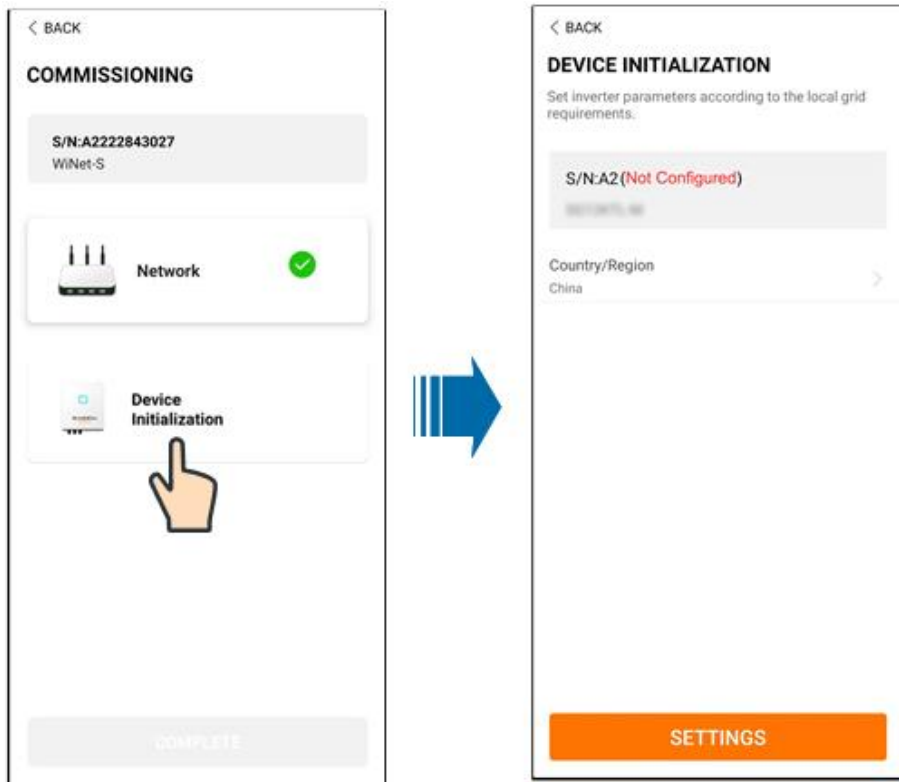 < BACK
COMMISSIONING
S/N:A2222843027
WiNet-S
Network
Device
Initialization
COMPLETE
< BACK
DEVICE INITIALIZATION
Set inverter parameters according to the local grid
requirements.
S/N:A2(Not Configured)
Country/Region
China
SETTINGS